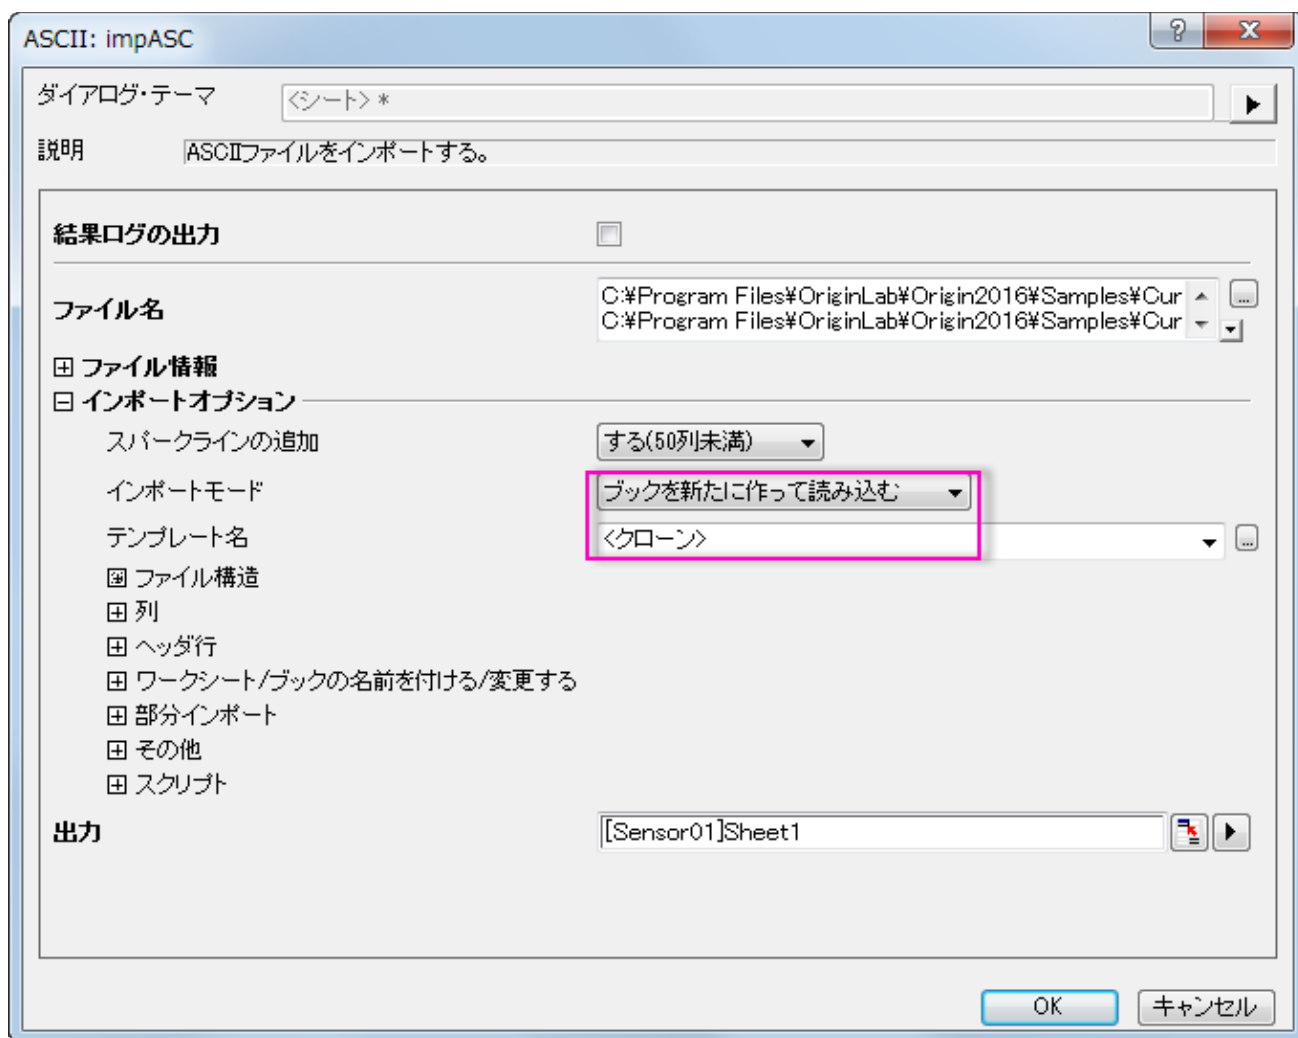 ASCII: impASC
ダイアログ・テーマ <シート> *
説明 ASCIIファイルをインポートする。
結果ログの出力
ファイル名 C:¥Program Files¥OriginLab¥Origin2016¥Samples¥Cur
C:¥Program Files¥OriginLab¥Origin2016¥Samples¥Cur
ファイル情報
インポートオプション
スパークラインの追加 する(50列未満)
インポートモード ブックを新たに作って読み込む
テンプレート名 <クローン>
ファイル構造
列
ヘッダ行
ワークシート/ブックの名前を付ける/変更する
部分インポート
その他
スクリプト
出力 [Sensor01]Sheet1
OK キャンセル